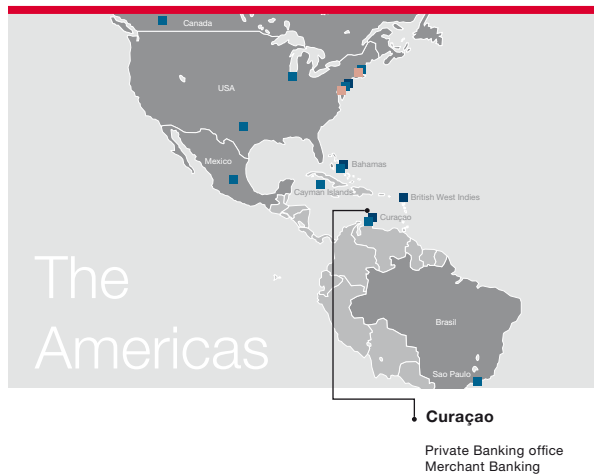 Canada
USA
Mexico
Bahamas
Cayman Islands
British West Indies
Curaçao
The
Americas
Brasil
Sao Paulo
Curaçao
Private Banking office
Merchant Banking